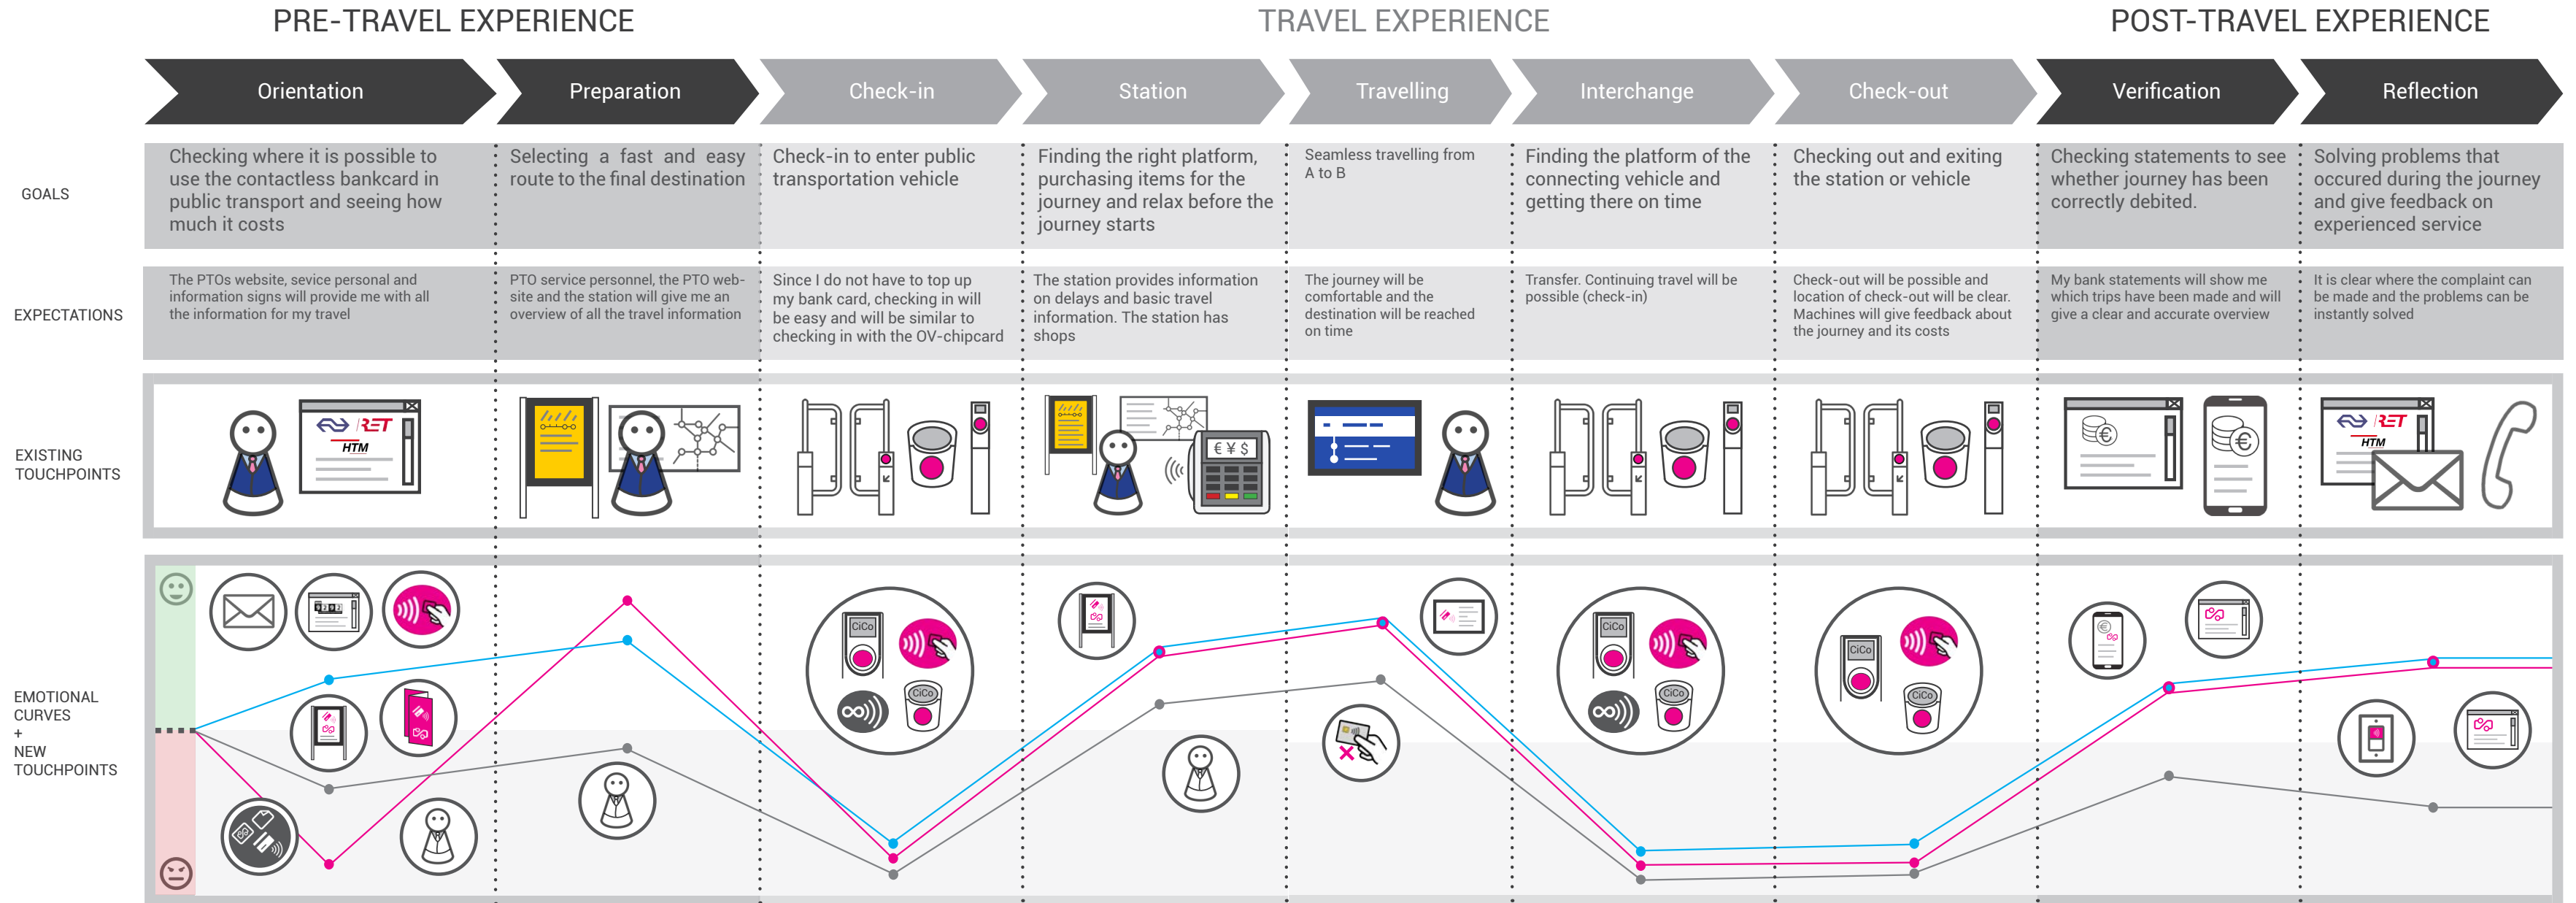 PRE-TRAVEL EXPERIENCE
TRAVEL EXPERIENCE
POST-TRAVEL EXPERIENCE
Orientation
Preparation
Check-in
Station
Travelling
Interchange
Check-out
Verification
Reflection
GOALS
Checking where it is possible to
use the contactless bankcard in
public transport and seeing how
much it costs
Selecting a fast and easy
route to the final destination
Check-in to enter public
transportation vehicle
Finding the right platform,
purchasing items for the
journey and relax before the
journey starts
Seamless travelling from
A to B
Finding the platform of the
connecting vehicle and
getting there on time
Checking out and exiting
the station or vehicle
Checking statements to see
whether journey has been
correctly debited.
Solving problems that
occured during the journey
and give feedback on
experienced service
EXPECTATIONS
The PTOs website, sevice personal and
information signs will provide me with all
the information for my travel
PTO service personnel, the PTO web-
site and the station will give me an
overview of all the travel information
Since I do not have to top up
my bank card, checking in will
be easy and will be similar to
checking in with the OV-chipcard
The station provides information
on delays and basic travel
information. The station has
shops
The journey will be
comfortable and the
destination will be reached
on time
Transfer. Continuing travel will be
possible (check-in)
Check-out will be possible and
location of check-out will be clear.
Machines will give feedback about
the journey and its costs
My bank statements will show me
which trips have been made and will
give a clear and accurate overview
It is clear where the complaint can
be made and the problems can be
instantly solved
EXISTING
TOUCHPOINTS
RET
HTM
€ ¥ $
€
€
RET
HTM
EMOTIONAL
CURVES
+
NEW
TOUCHPOINTS
CiCo
CiCo
CiCo
CiCo
CiCo
CiCo
€